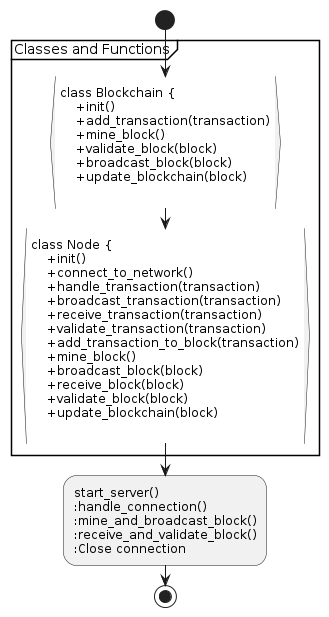 Classes and Functions
class Blockchain {
+init()
+add_transaction(transaction)
+mine_block()
+validate_block(block)
+broadcast_block(block)
+update_blockchain(block)
class Node {
+init()
+connect_to_network()
+handle_transaction(transaction)
+broadcast_transaction(transaction)
+receive_transaction(transaction)
+validate_transaction(transaction)
+add_transaction_to_block(transaction)
+mine_block()
+broadcast_block(block)
+receive_block(block)
+validate_block(block)
+update_blockchain(block)
start_server()
:handle_connection()
:mine_and_broadcast_block()
:receive_and_validate_block()
:Close connection